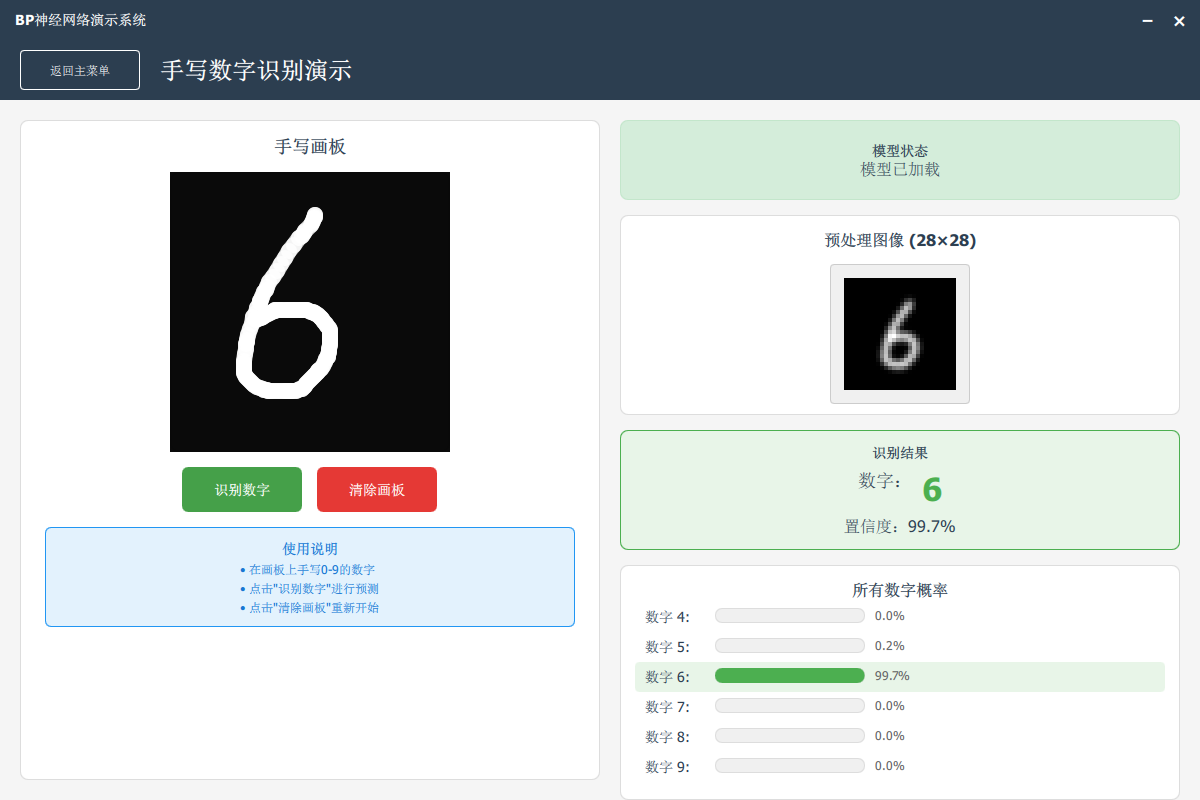 BP神经网络演示系统
返回主菜单
手写数字识别演示
手写画板
6
识别数字
清除画板
使用说明
• 在画板上手写0-9的数字
• 点击"识别数字"进行预测
• 点击"清除画板"重新开始
模型状态
模型已加载
预处理图像 (28×28)
6
识别结果
数字： 6
置信度：99.7%
所有数字概率
数字 4: 0.0%
数字 5: 0.2%
数字 6: 99.7%
数字 7: 0.0%
数字 8: 0.0%
数字 9: 0.0%